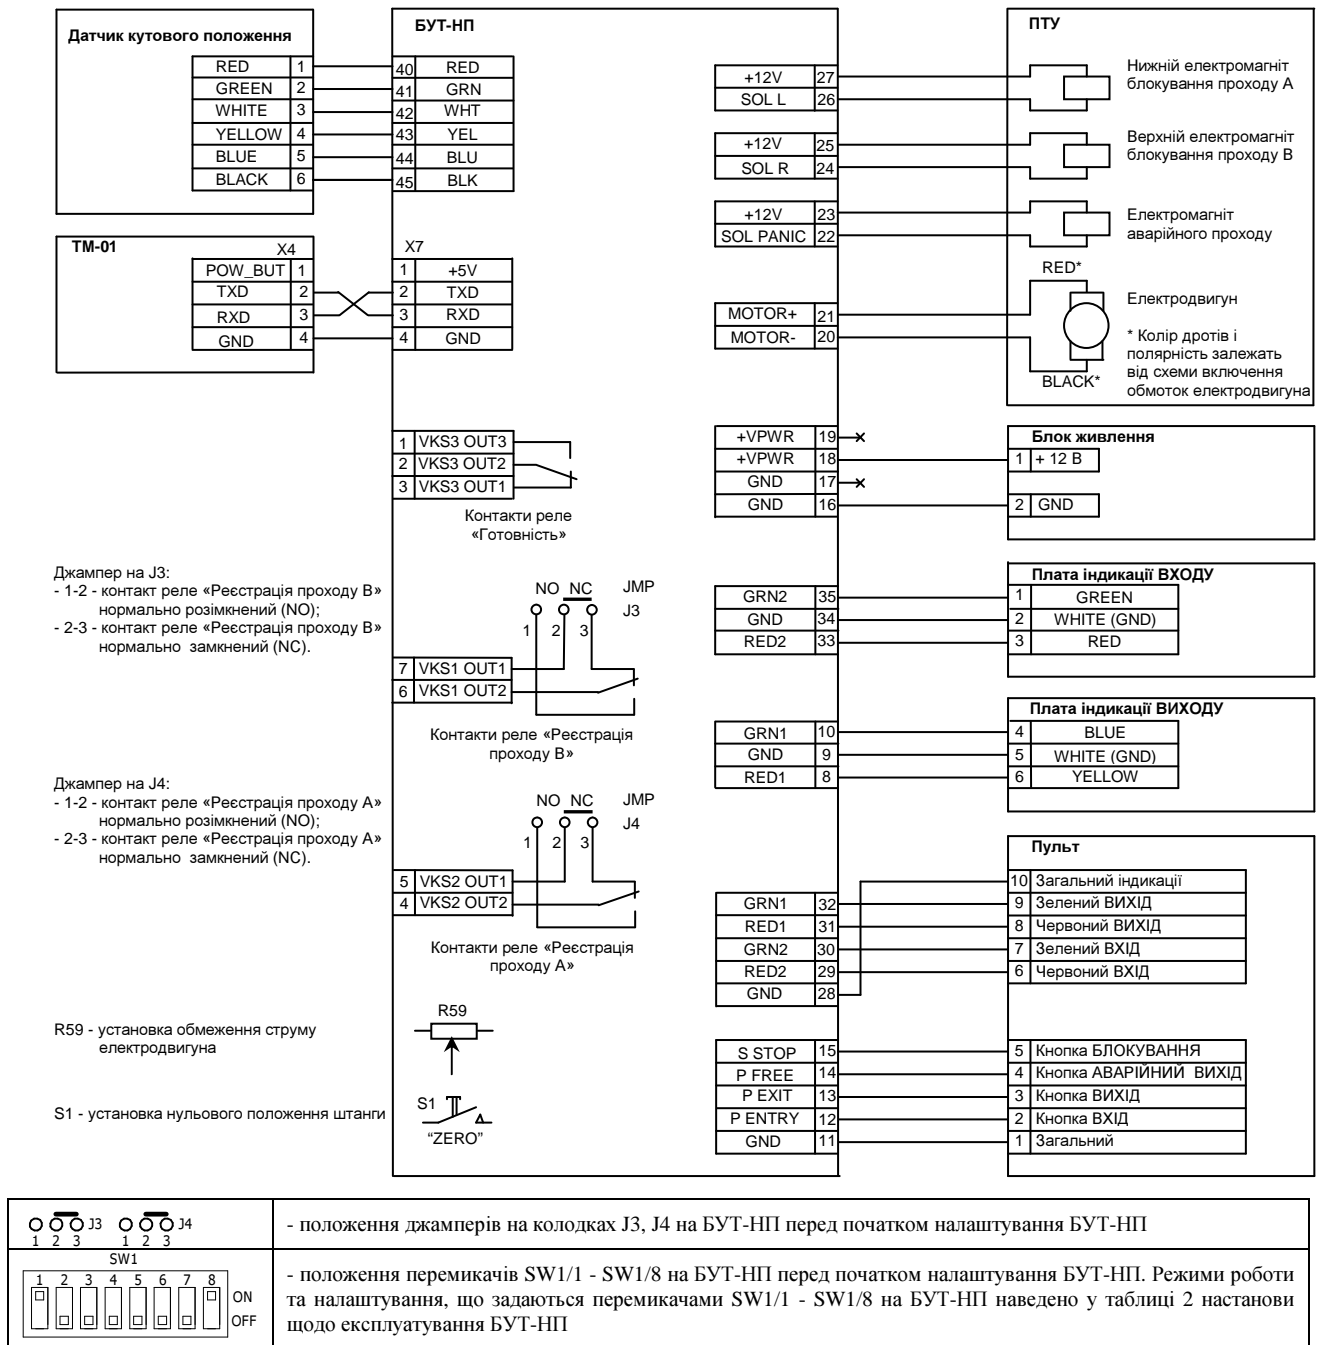 Датчик кутового положення
RED 1
GREEN 2
WHITE 3
YELLOW 4
BLUE 5
BLACK 6
БУТ-НП
40 RED
41 GRN
42 WHT
43 YEL
44 BLU
45 BLK
ТМ-01
X4
POW_BUT 1
TXD 2
RXD 3
GND 4
X7
1 +5V
2 TXD
3 RXD
4 GND
1 VKS3 OUT3
2 VKS3 OUT2
3 VKS3 OUT1
Контакти реле
«Готовність»
Джампер на J3:
- 1-2 - контакт реле «Реєстрація проходу В»
нормально розімкнений (NO);
- 2-3 - контакт реле «Реєстрація проходу В»
нормально замкнений (NC).
NO NC JMP
J3
1 2 3
7 VKS1 OUT1
6 VKS1 OUT2
Контакти реле «Реєстрація
проходу В»
Джампер на J4:
- 1-2 - контакт реле «Реєстрація проходу А»
нормально розімкнений (NO);
- 2-3 - контакт реле «Реєстрація проходу А»
нормально замкнений (NC).
NO NC JMP
J4
1 2 3
5 VKS2 OUT1
4 VKS2 OUT2
Контакти реле «Реєстрація
проходу А»
R59 - установка обмеження струму
електродвигуна
R59
S1 - установка нульового положення штанги
S1
“ZERO”
+12V 27
SOL L 26
+12V 25
SOL R 24
+12V 23
SOL PANIC 22
MOTOR+ 21
MOTOR- 20
+VPWR 19
+VPWR 18
GND 17
GND 16
GRN2 35
GND 34
RED2 33
GRN1 10
GND 9
RED1 8
GRN1 32
RED1 31
GRN2 30
RED2 29
GND 28
S STOP 15
P FREE 14
P EXIT 13
P ENTRY 12
GND 11
ПТУ
Нижній електромагніт
блокування проходу А
Верхній електромагніт
блокування проходу В
Електромагніт
аварійного проходу
RED*
Електродвигун
* Колір дротів і
полярність залежать
від схеми включення
обмоток електродвигуна
BLACK*
Блок живлення
1 + 12 В
2 GND
Плата індикації ВХОДУ
1 GREEN
2 WHITE (GND)
3 RED
Плата індикації ВИХОДУ
4 BLUE
5 WHITE (GND)
6 YELLOW
Пульт
10 Загальний індикації
9 Зелений ВИХІД
8 Червоний ВИХІД
7 Зелений ВХІД
6 Червоний ВХІД
5 Кнопка БЛОКУВАННЯ
4 Кнопка АВАРІЙНИЙ ВИХІД
3 Кнопка ВИХІД
2 Кнопка ВХІД
1 Загальний
J3 J4
1 2 3 1 2 3
- положення джамперів на колодках J3, J4 на БУТ-НП перед початком налаштування БУТ-НП
SW1
1 2 3 4 5 6 7 8
ON
OFF
- положення перемикачів SW1/1 - SW1/8 на БУТ-НП перед початком налаштування БУТ-НП. Режими роботи
та налаштування, що задаються перемикачами SW1/1 - SW1/8 на БУТ-НП наведено у таблиці 2 настанови
щодо експлуатування БУТ-НП